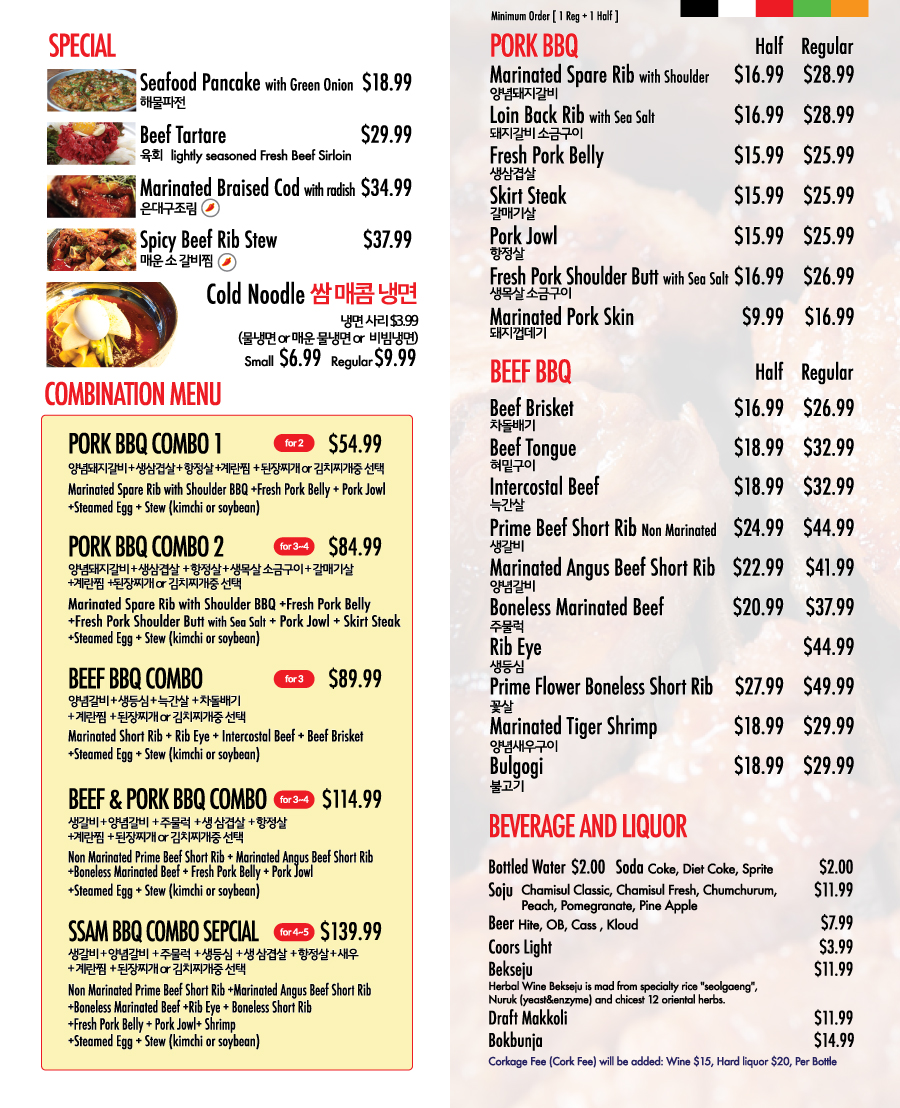 SPECIAL
Seafood Pancake with Green Onion $18.99
해물파전
Beef Tartare $29.99
육회 lightly seasoned Fresh Beef Sirloin
Marinated Braised Cod with radish $34.99
은대구조림
Spicy Beef Rib Stew $37.99
매운 소 갈비찜
Cold Noodle 쌈 매콤 냉면
냉면 사리 $3.99
(물냉면 or 매운 물냉면 or 비빔냉면)
Small $6.99 Regular $9.99
COMBINATION MENU
PORK BBQ COMBO 1 for 2 $54.99
양념돼지갈비+생삼겹살+항정살+계란찜 +된장찌개 or 김치찌개중 선택
Marinated Spare Rib with Shoulder BBQ +Fresh Pork Belly + Pork Jowl
+Steamed Egg + Stew (kimchi or soybean)
PORK BBQ COMBO 2 for 3~4 $84.99
양념돼지갈비+생삼겹살 +항정살+생목살 소금구이+갈매기살
+계란찜 +된장찌개 or 김치찌개중 선택
Marinated Spare Rib with Shoulder BBQ +Fresh Pork Belly
+Fresh Pork Shoulder Butt with Sea Salt + Pork Jowl + Skirt Steak
+Steamed Egg + Stew (kimchi or soybean)
BEEF BBQ COMBO for 3 $89.99
양념갈비+생등심+늑간살 +차돌배기
+계란찜 +된장찌개 or 김치찌개중 선택
Marinated Short Rib + Rib Eye + Intercostal Beef + Beef Brisket
+Steamed Egg + Stew (kimchi or soybean)
BEEF & PORK BBQ COMBO for 3~4 $114.99
생갈비+양념갈비 +주물럭 +생 삼겹살 +항정살
+계란찜 +된장찌개 or 김치찌개중 선택
Non Marinated Prime Beef Short Rib + Marinated Angus Beef Short Rib
+Boneless Marinated Beef + Fresh Pork Belly + Pork Jowl
+Steamed Egg + Stew (kimchi or soybean)
SSAM BBQ COMBO SEPCIAL for 4~5 $139.99
생갈비+양념갈비 +주물럭 +생등심 +생 삼겹살 +항정살+새우
+계란찜 +된장찌개 or 김치찌개중 선택
Non Marinated Prime Beef Short Rib +Marinated Angus Beef Short Rib
+Boneless Marinated Beef +Rib Eye + Boneless Short Rib
+Fresh Pork Belly + Pork Jowl+ Shrimp
+Steamed Egg + Stew (kimchi or soybean)
Minimum Order [ 1 Reg + 1 Half ]
PORK BBQ Half Regular
Marinated Spare Rib with Shoulder $16.99 $28.99
양념돼지갈비
Loin Back Rib with Sea Salt $16.99 $28.99
돼지갈비 소금구이
Fresh Pork Belly $15.99 $25.99
생삼겹살
Skirt Steak $15.99 $25.99
갈매기살
Pork Jowl $15.99 $25.99
항정살
Fresh Pork Shoulder Butt with Sea Salt $16.99 $26.99
생목살 소금구이
Marinated Pork Skin $9.99 $16.99
돼지껍데기
BEEF BBQ Half Regular
Beef Brisket $16.99 $26.99
차돌배기
Beef Tongue $18.99 $32.99
혀밑구이
Intercostal Beef $18.99 $32.99
늑간살
Prime Beef Short Rib Non Marinated $24.99 $44.99
생갈비
Marinated Angus Beef Short Rib $22.99 $41.99
양념갈비
Boneless Marinated Beef $20.99 $37.99
주물럭
Rib Eye $44.99
생등심
Prime Flower Boneless Short Rib $27.99 $49.99
꽃살
Marinated Tiger Shrimp $18.99 $29.99
양념새우구이
Bulgogi $18.99 $29.99
불고기
BEVERAGE AND LIQUOR
Bottled Water $2.00 Soda Coke, Diet Coke, Sprite $2.00
Soju Chamisul Classic, Chamisul Fresh, Chumchurum, $11.99
Peach, Pomegranate, Pine Apple
Beer Hite, OB, Cass , Kloud $7.99
Coors Light $3.99
Bekseju $11.99
Herbal Wine Bekseju is mad from specialty rice "seolgaeng",
Nuruk (yeast&enzyme) and chicest 12 oriental herbs.
Draft Makkoli $11.99
Bokbunja $14.99
Corkage Fee (Cork Fee) will be added: Wine $15, Hard liquor $20, Per Bottle